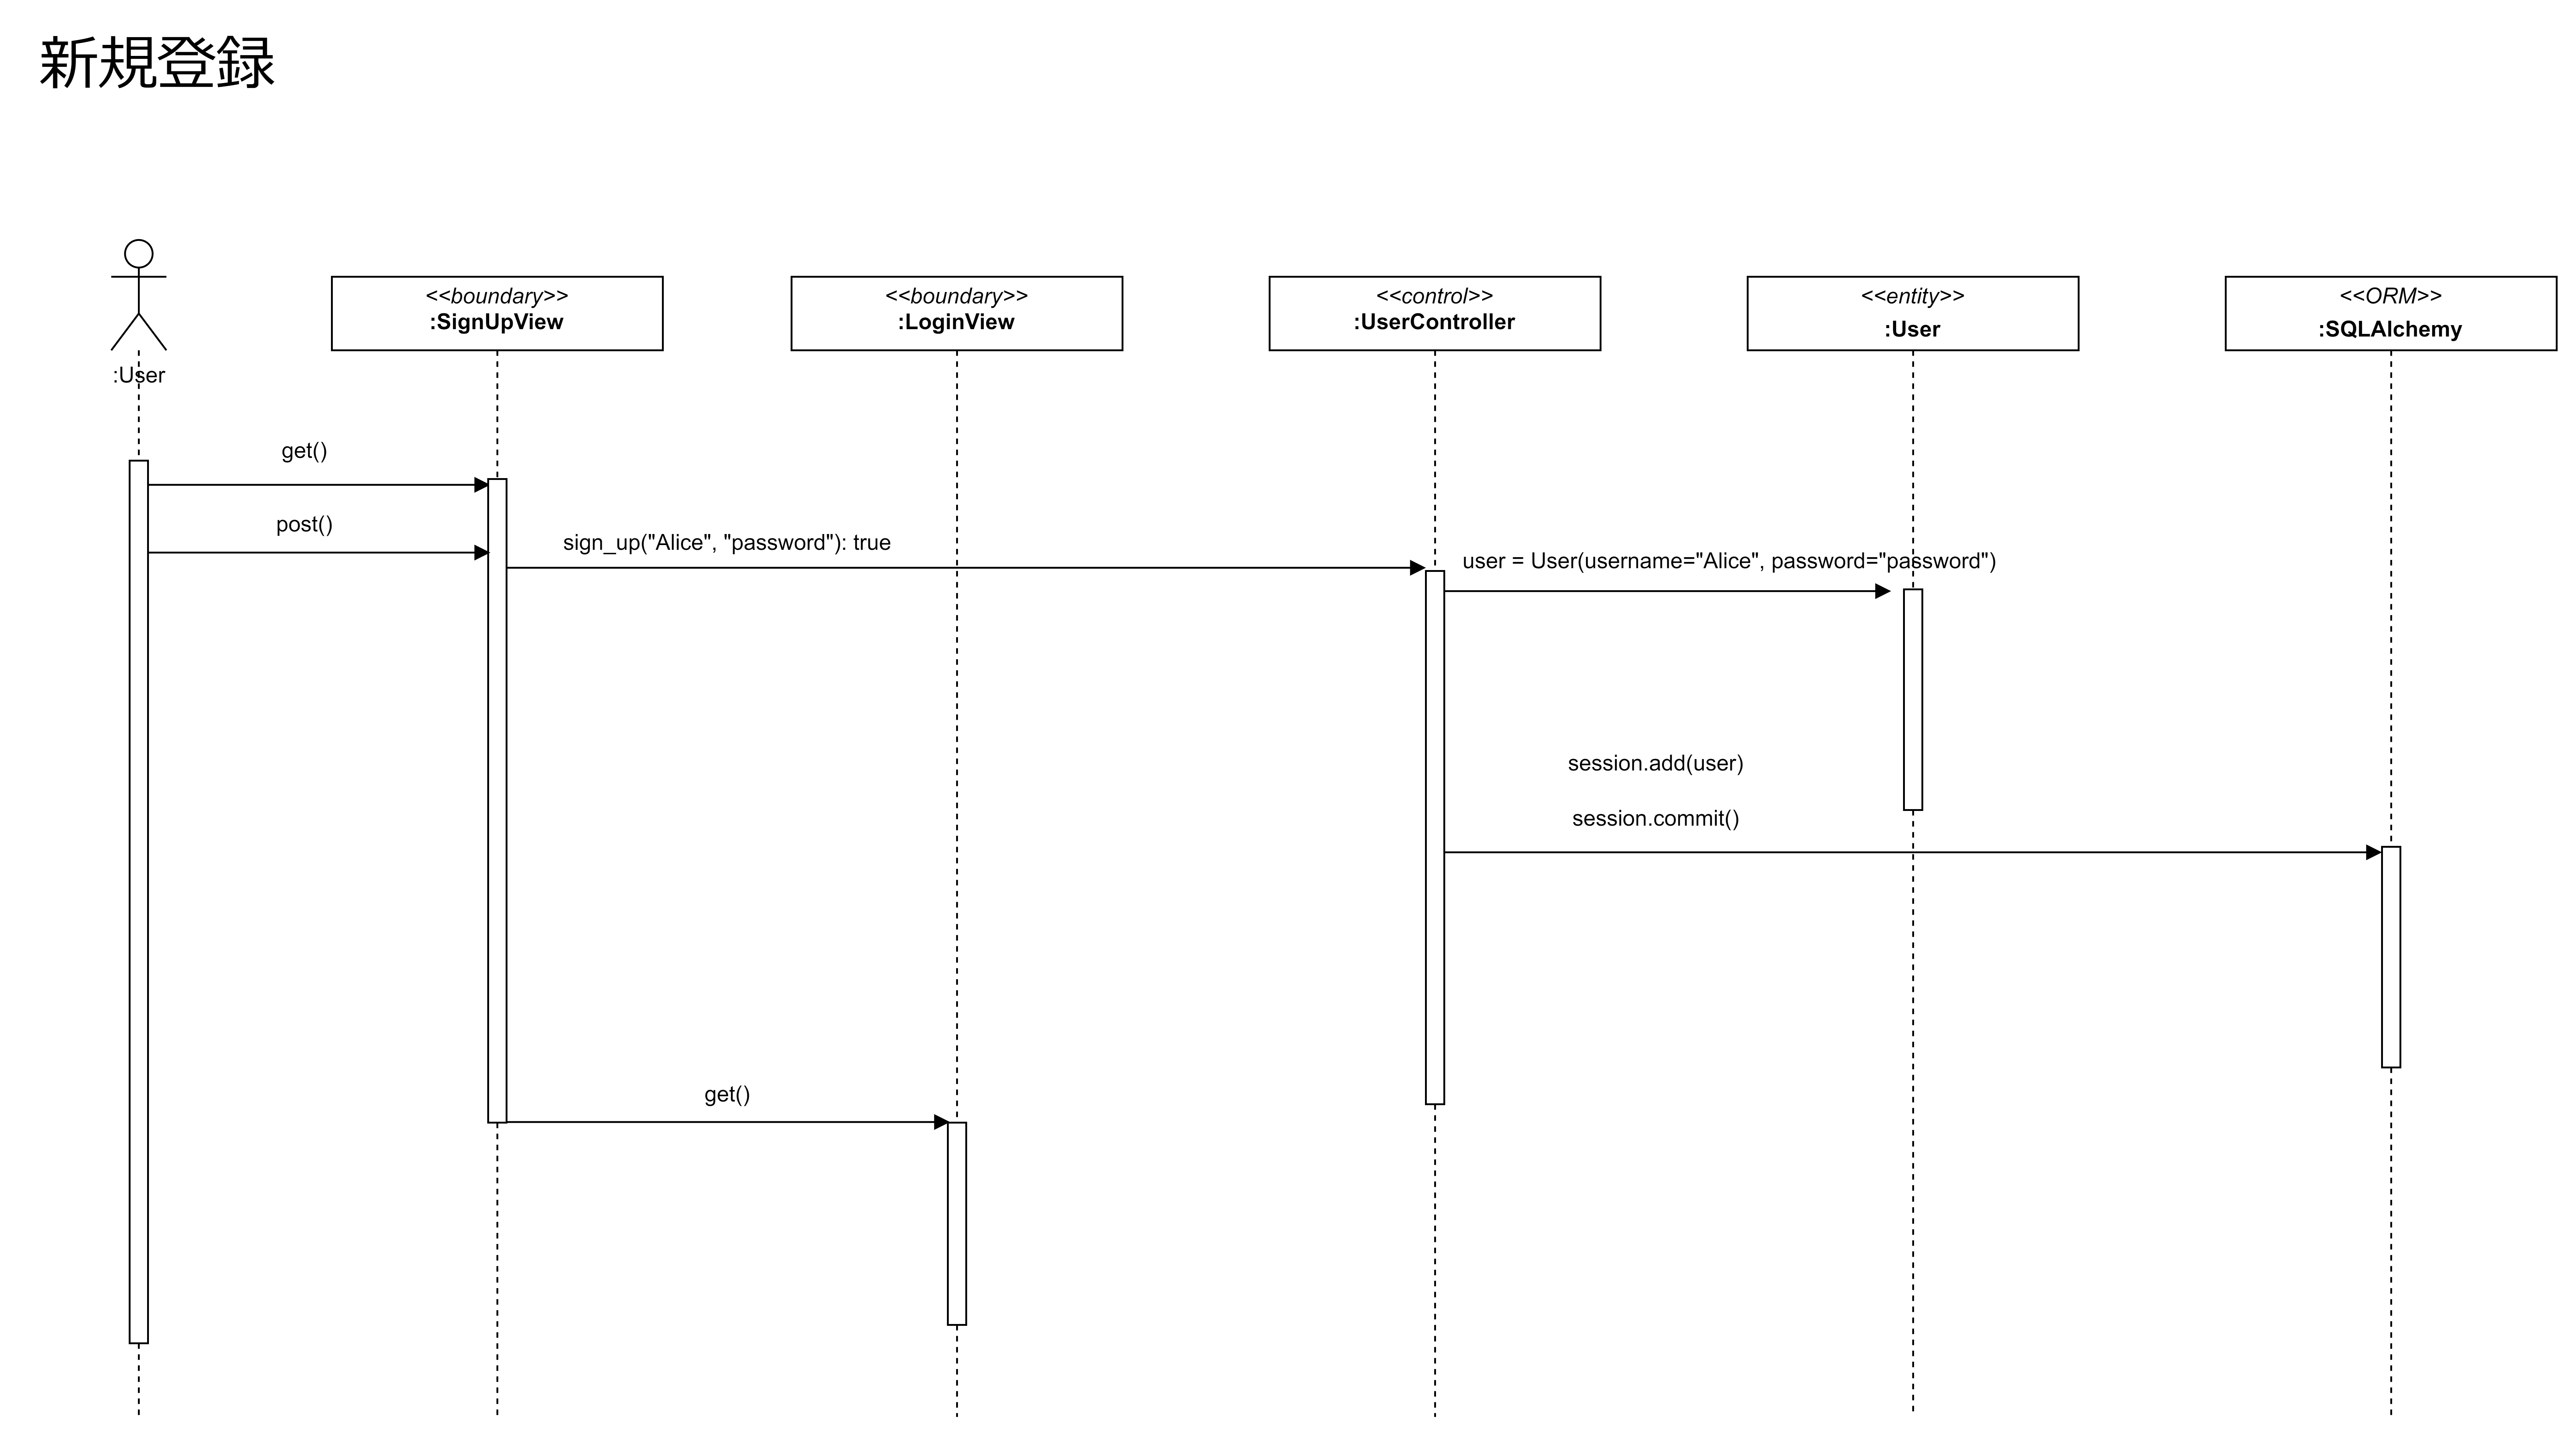 新規登録
:User
<<boundary>>
:SignUpView
<<boundary>>
:LoginView
<<control>>
:UserController
<<entity>>
:User
<<ORM>>
:SQLAlchemy
get()
post()
sign_up("Alice", "password"): true
user = User(username="Alice", password="password")
session.add(user)
session.commit()
get()